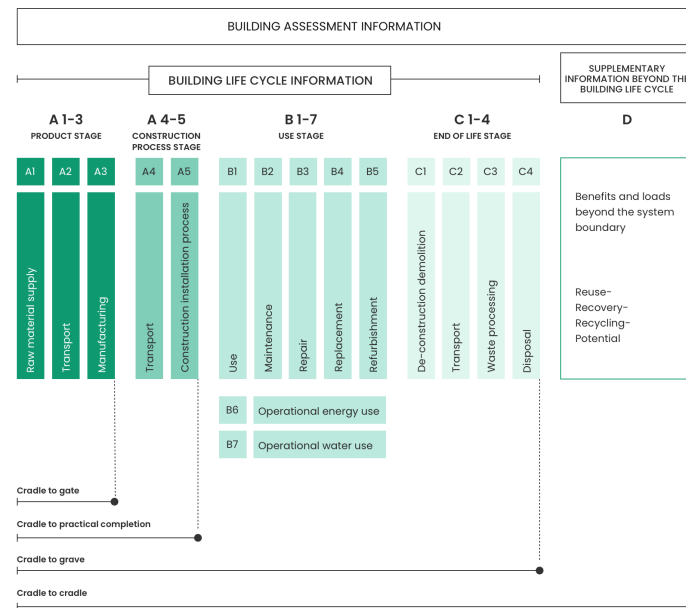 BUILDING ASSESSMENT INFORMATION
BUILDING LIFE CYCLE INFORMATION
SUPPLEMENTARY
INFORMATION BEYOND THE
BUILDING LIFE CYCLE
A 1-3
PRODUCT STAGE
A 4-5
CONSTRUCTION
PROCESS STAGE
B 1-7
USE STAGE
C 1-4
END OF LIFE STAGE
D
A1
A2
A3
A4
A5
B1
B2
B3
B4
B5
C1
C2
C3
C4
Raw material supply
Transport
Manufacturing
Transport
Construction installation process
Use
Maintenance
Repair
Replacement
Refurbishment
De-construction demolition
Transport
Waste processing
Disposal
Benefits and loads
beyond the system
boundary
Reuse-
Recovery-
Recycling-
Potential
B6
Operational energy use
B7
Operational water use
Cradle to gate
Cradle to practical completion
Cradle to grave
Cradle to cradle